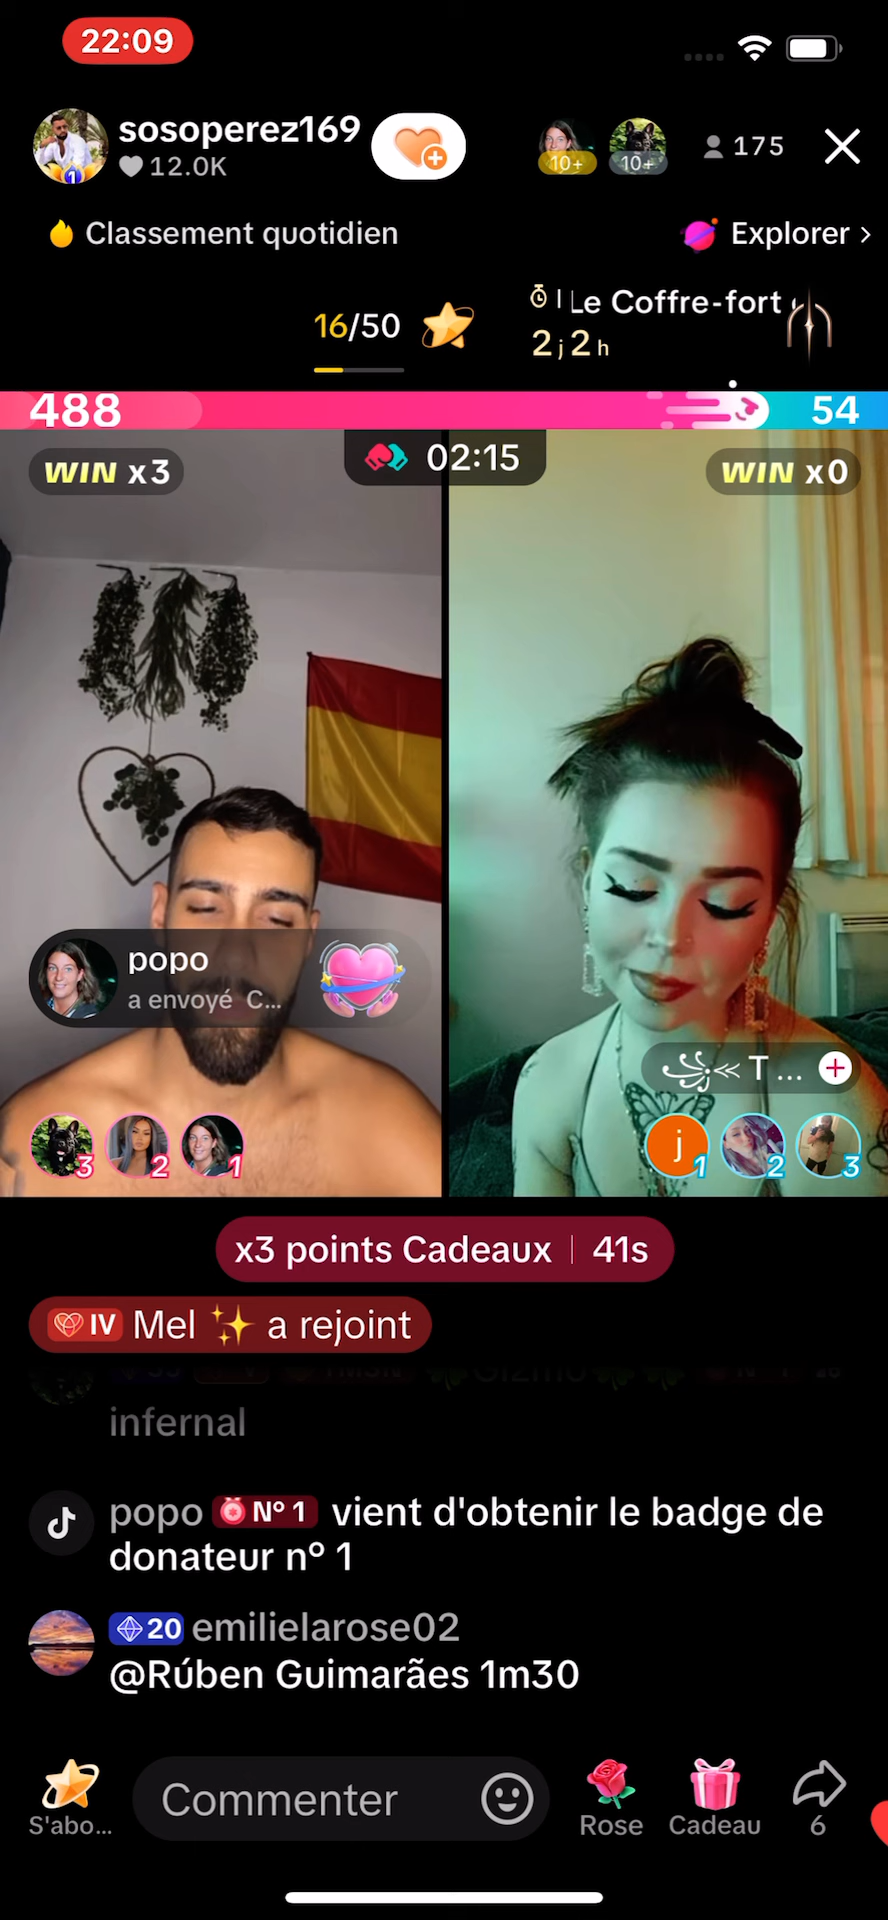 22:09
sosoperez169
12.0K
1
10+
10+
175
Classement quotidien
Explorer >
16/50
Le Coffre-fort
2 j 2 h
488
54
WIN x3
02:15
WIN x0
popo
a envoyé C...
T ...
3
2
1
j
1
2
3
x3 points Cadeaux | 41s
IV Mel ✨ a rejoint
infernal
popo N° 1 vient d'obtenir le badge de
donateur n° 1
20 emilielarose02
@Rúben Guimarães 1m30
S'abo...
Commenter
Rose
Cadeau
6